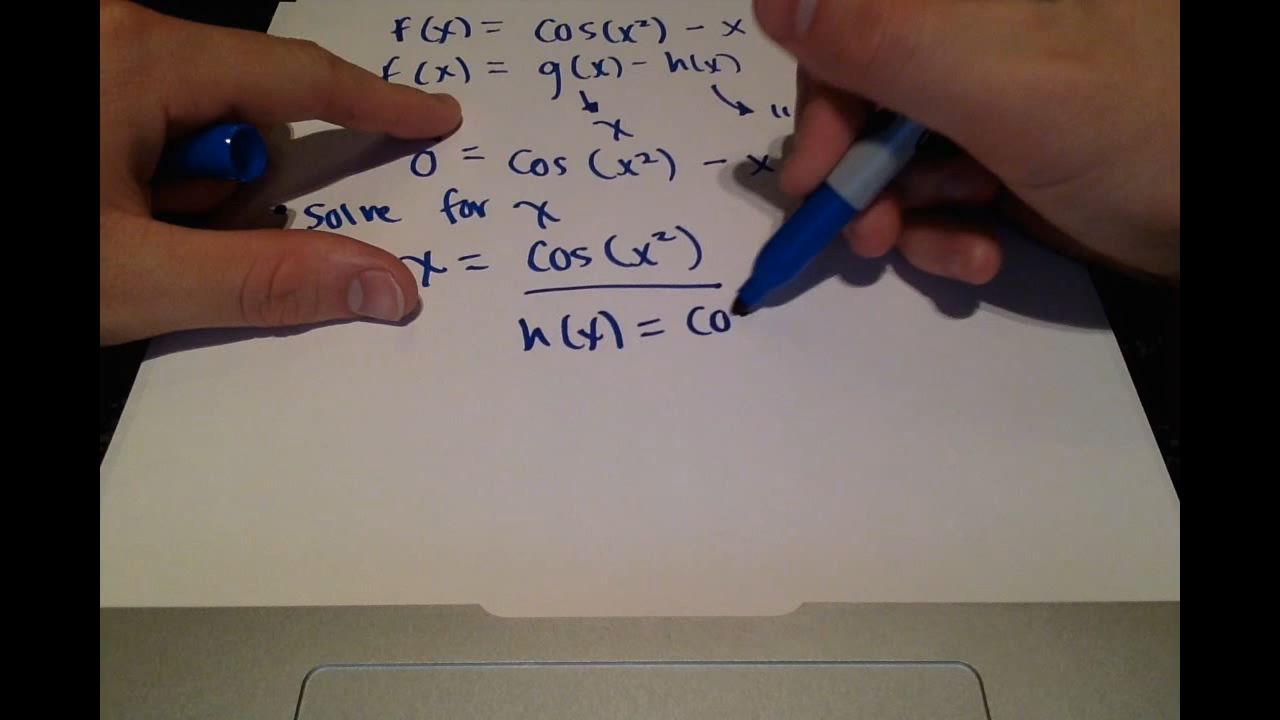 f(x) = cos(x²) - x
f(x) = g(x) - h(x)
↓ ↘ "
x
0 = cos(x²) - x
• Solve for x
x = cos(x²)
h(x) = co